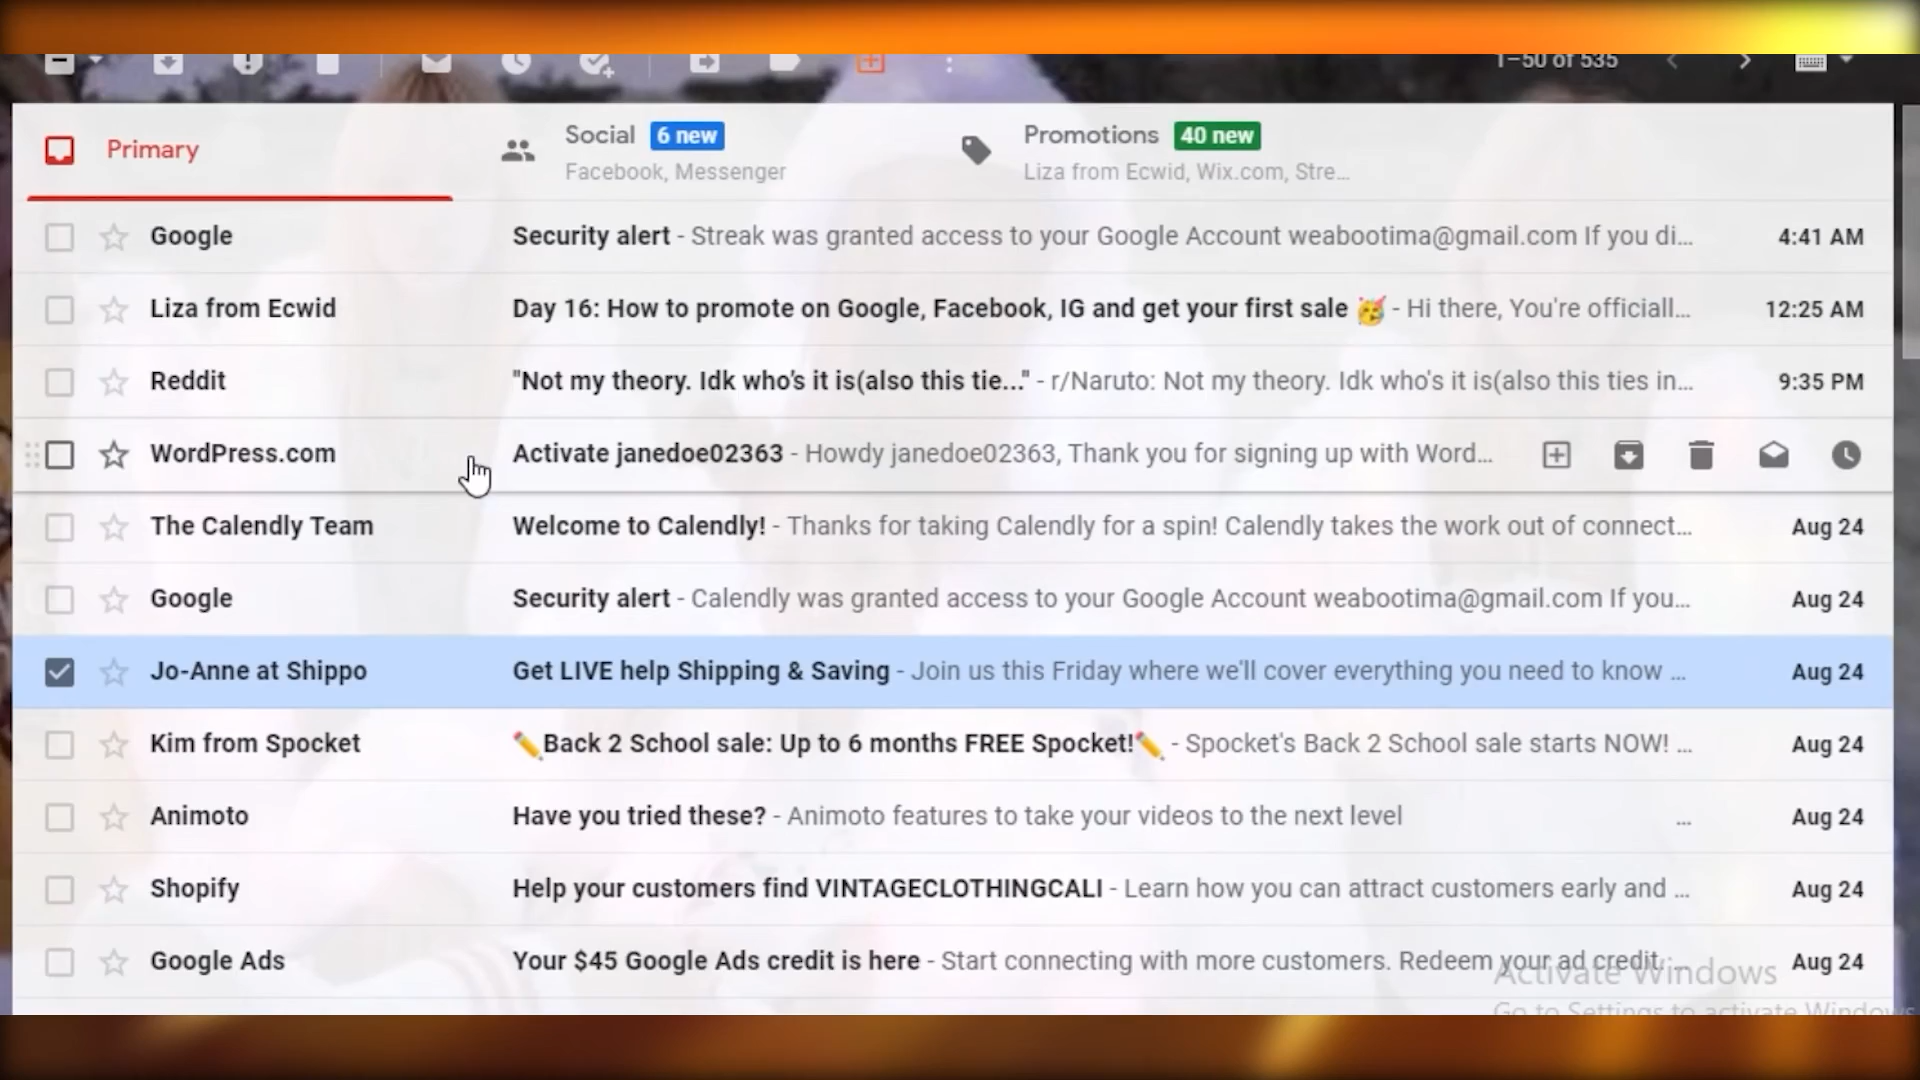 1–50 of 535
Primary
Social 6 new
Facebook, Messenger
Promotions 40 new
Liza from Ecwid, Wix.com, Stre...
Google Security alert - Streak was granted access to your Google Account weabootima@gmail.com If you di... 4:41 AM
Liza from Ecwid Day 16: How to promote on Google, Facebook, IG and get your first sale 🥳 - Hi there, You're officiall... 12:25 AM
Reddit "Not my theory. Idk who's it is(also this tie..." - r/Naruto: Not my theory. Idk who's it is(also this ties in... 9:35 PM
WordPress.com Activate janedoe02363 - Howdy janedoe02363, Thank you for signing up with Word...
The Calendly Team Welcome to Calendly! - Thanks for taking Calendly for a spin! Calendly takes the work out of connect... Aug 24
Google Security alert - Calendly was granted access to your Google Account weabootima@gmail.com If you... Aug 24
Jo-Anne at Shippo Get LIVE help Shipping & Saving - Join us this Friday where we'll cover everything you need to know ... Aug 24
Kim from Spocket ✏️Back 2 School sale: Up to 6 months FREE Spocket!✏️ - Spocket's Back 2 School sale starts NOW! ... Aug 24
Animoto Have you tried these? - Animoto features to take your videos to the next level ... Aug 24
Shopify Help your customers find VINTAGECLOTHINGCALI - Learn how you can attract customers early and ... Aug 24
Google Ads Your $45 Google Ads credit is here - Start connecting with more customers. Redeem your ad credit... Aug 24
Activate Windows
Go to Settings to activate Windows